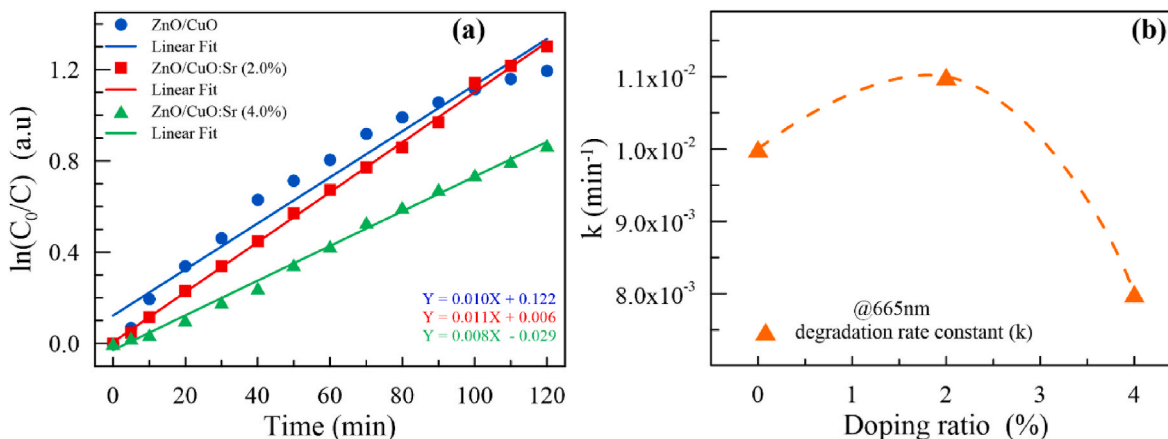 ZnO/CuO
Linear Fit
ZnO/CuO:Sr (2.0%)
Linear Fit
ZnO/CuO:Sr (4.0%)
Linear Fit
(a)
ln(C₀/C) (a.u)
1.2
0.8
0.4
0.0
Y = 0.010X + 0.122
Y = 0.011X + 0.006
Y = 0.008X - 0.029
0 20 40 60 80 100 120
Time (min)
(b)
k (min⁻¹)
1.1x10⁻²
1.0x10⁻²
9.0x10⁻³
8.0x10⁻³
@665nm
degradation rate constant (k)
0 1 2 3 4
Doping ratio (%)